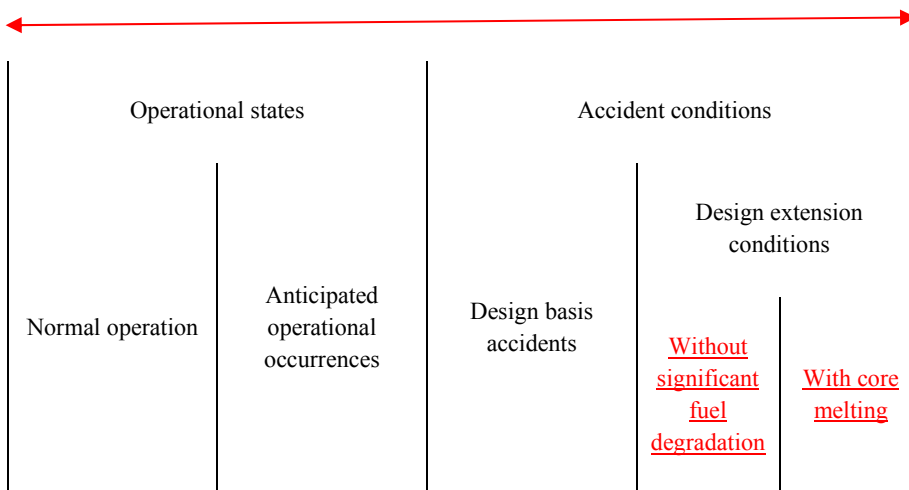 Operational states
Accident conditions
Normal operation
Anticipated
operational
occurrences
Design basis
accidents
Design extension
conditions
Without
significant
fuel
degradation
With core
melting